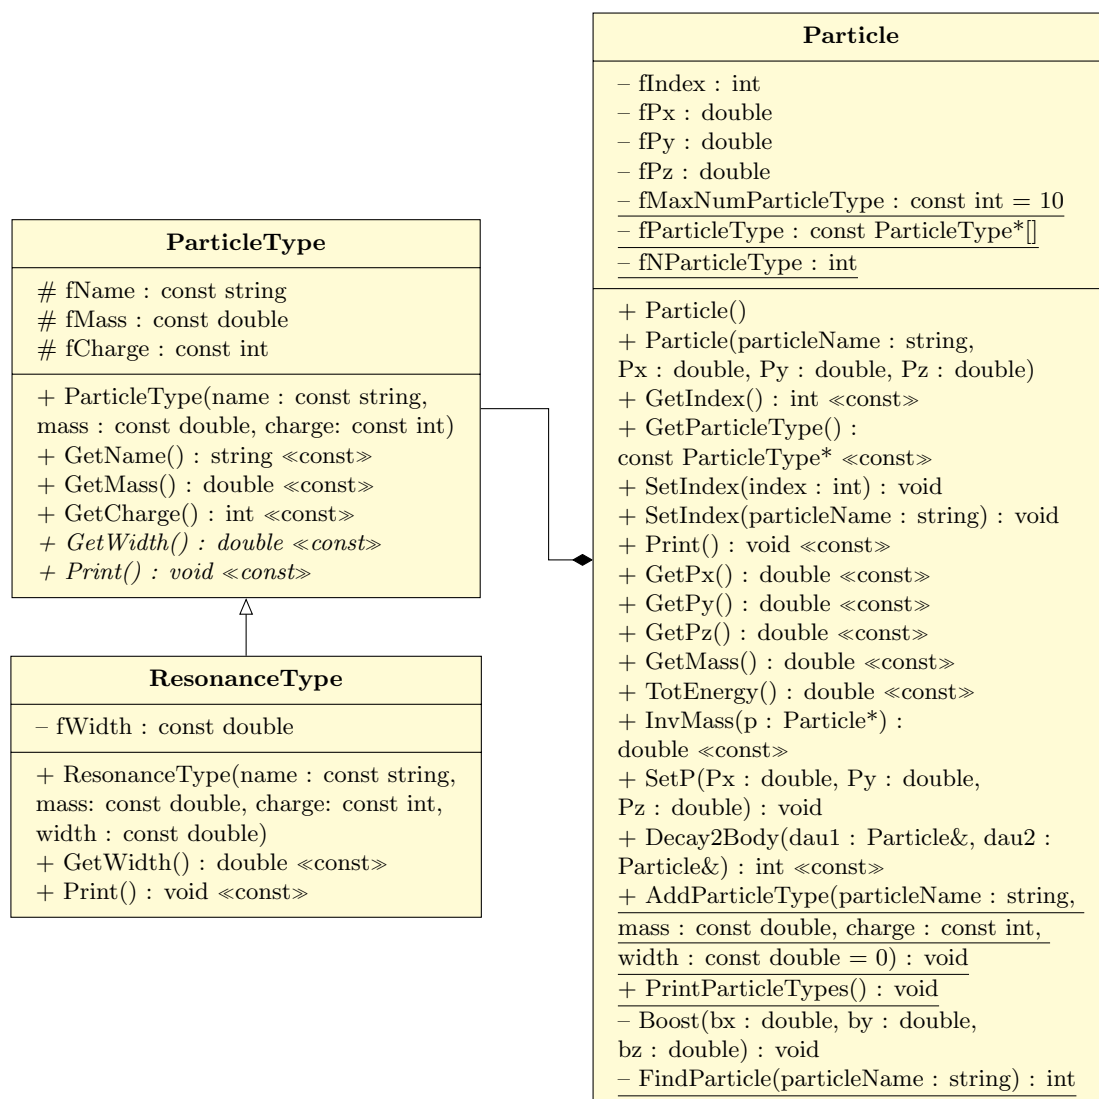 Particle
– fIndex : int
– fPx : double
– fPy : double
– fPz : double
– fMaxNumParticleType : const int = 10
– fParticleType : const ParticleType*[]
– fNParticleType : int
+ Particle()
+ Particle(particleName : string,
Px : double, Py : double, Pz : double)
+ GetIndex() : int «const»
+ GetParticleType() :
const ParticleType* «const»
+ SetIndex(index : int) : void
+ SetIndex(particleName : string) : void
+ Print() : void «const»
+ GetPx() : double «const»
+ GetPy() : double «const»
+ GetPz() : double «const»
+ GetMass() : double «const»
+ TotEnergy() : double «const»
+ InvMass(p : Particle*) :
double «const»
+ SetP(Px : double, Py : double,
Pz : double) : void
+ Decay2Body(dau1 : Particle&, dau2 :
Particle&) : int «const»
+ AddParticleType(particleName : string,
mass : const double, charge : const int,
width : const double = 0) : void
+ PrintParticleTypes() : void
– Boost(bx : double, by : double,
bz : double) : void
– FindParticle(particleName : string) : int
ParticleType
# fName : const string
# fMass : const double
# fCharge : const int
+ ParticleType(name : const string,
mass : const double, charge: const int)
+ GetName() : string «const»
+ GetMass() : double «const»
+ GetCharge() : int «const»
+ GetWidth() : double «const»
+ Print() : void «const»
ResonanceType
– fWidth : const double
+ ResonanceType(name : const string,
mass: const double, charge: const int,
width : const double)
+ GetWidth() : double «const»
+ Print() : void «const»